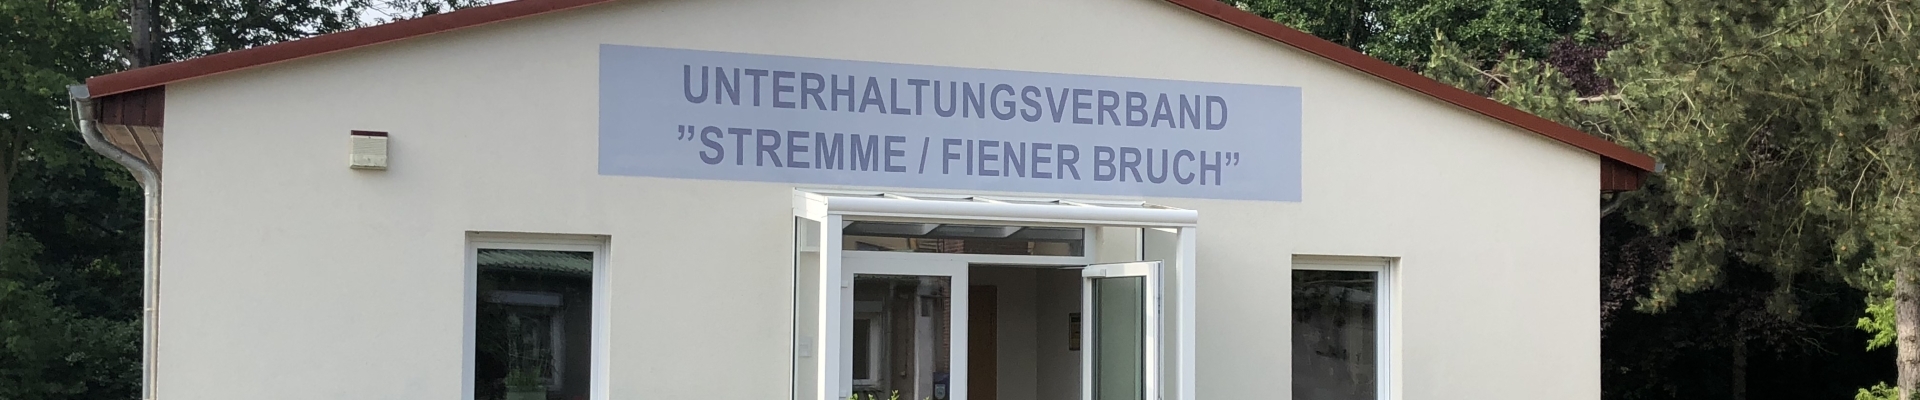 UNTERHALTUNGSVERBAND
”STREMME / FIENER BRUCH”